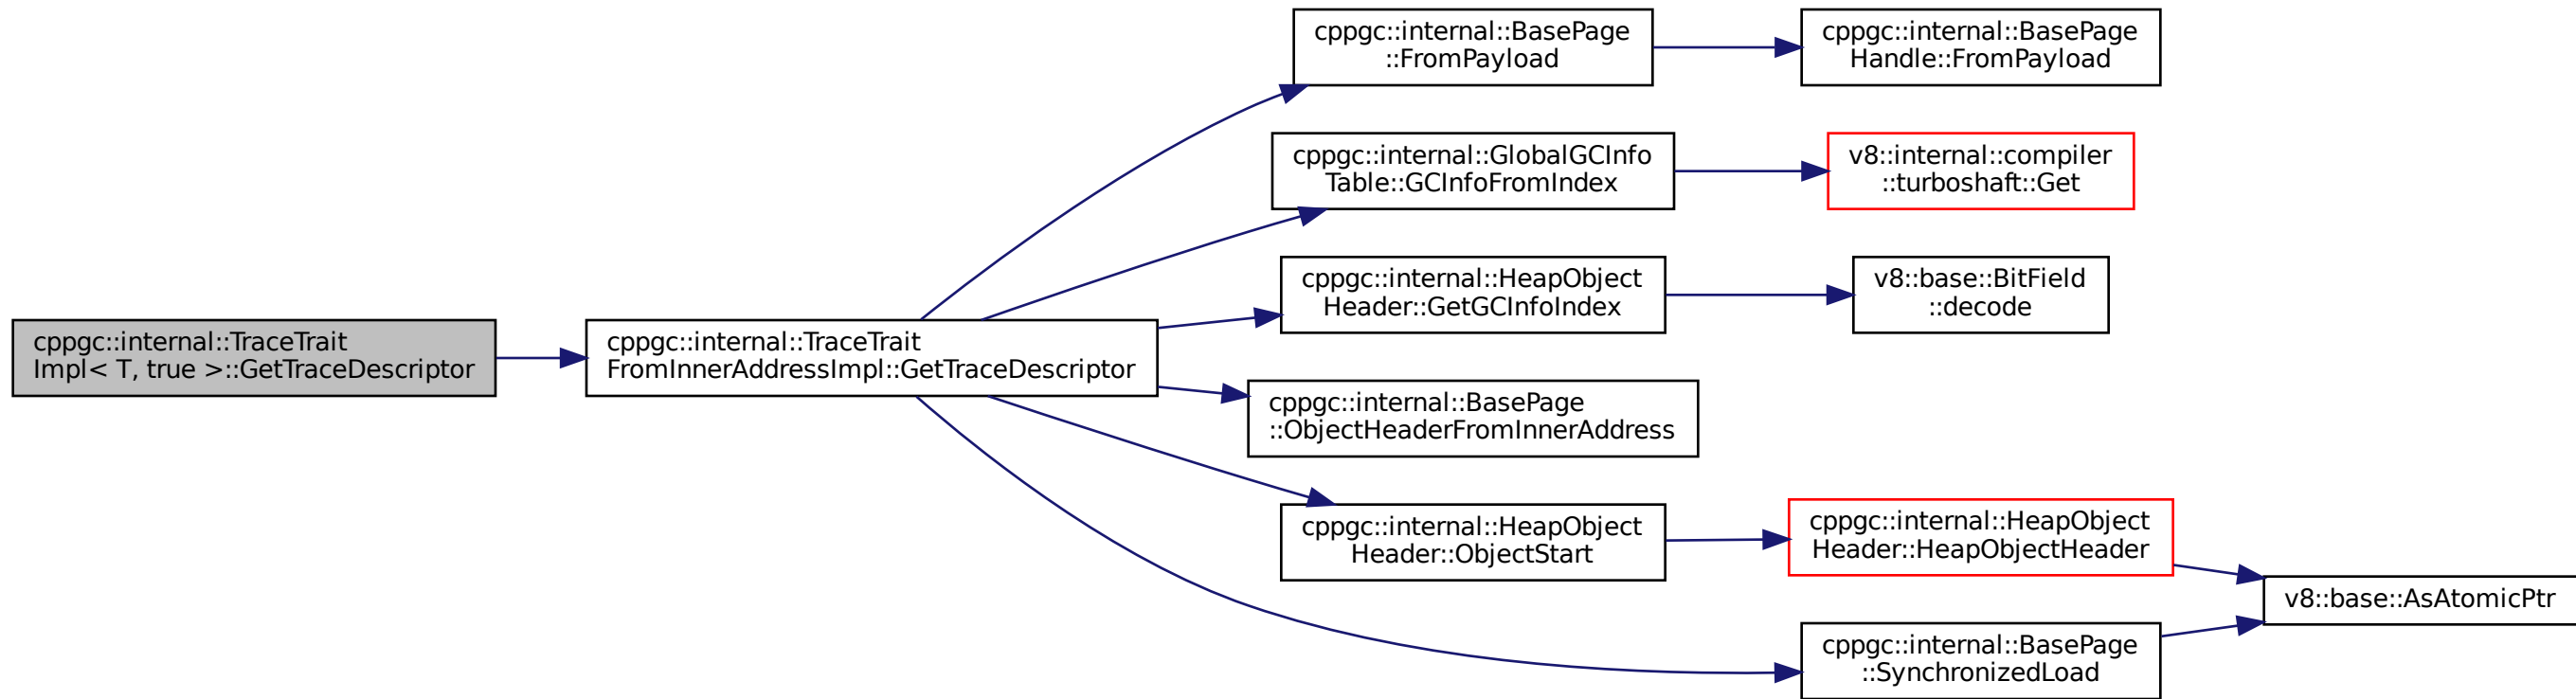 cppgc::internal::TraceTrait
Impl< T, true >::GetTraceDescriptor
cppgc::internal::TraceTrait
FromInnerAddressImpl::GetTraceDescriptor
cppgc::internal::BasePage
::FromPayload
cppgc::internal::BasePage
Handle::FromPayload
cppgc::internal::GlobalGCInfo
Table::GCInfoFromIndex
v8::internal::compiler
::turboshaft::Get
cppgc::internal::HeapObject
Header::GetGCInfoIndex
v8::base::BitField
::decode
cppgc::internal::BasePage
::ObjectHeaderFromInnerAddress
cppgc::internal::HeapObject
Header::ObjectStart
cppgc::internal::HeapObject
Header::HeapObjectHeader
v8::base::AsAtomicPtr
cppgc::internal::BasePage
::SynchronizedLoad